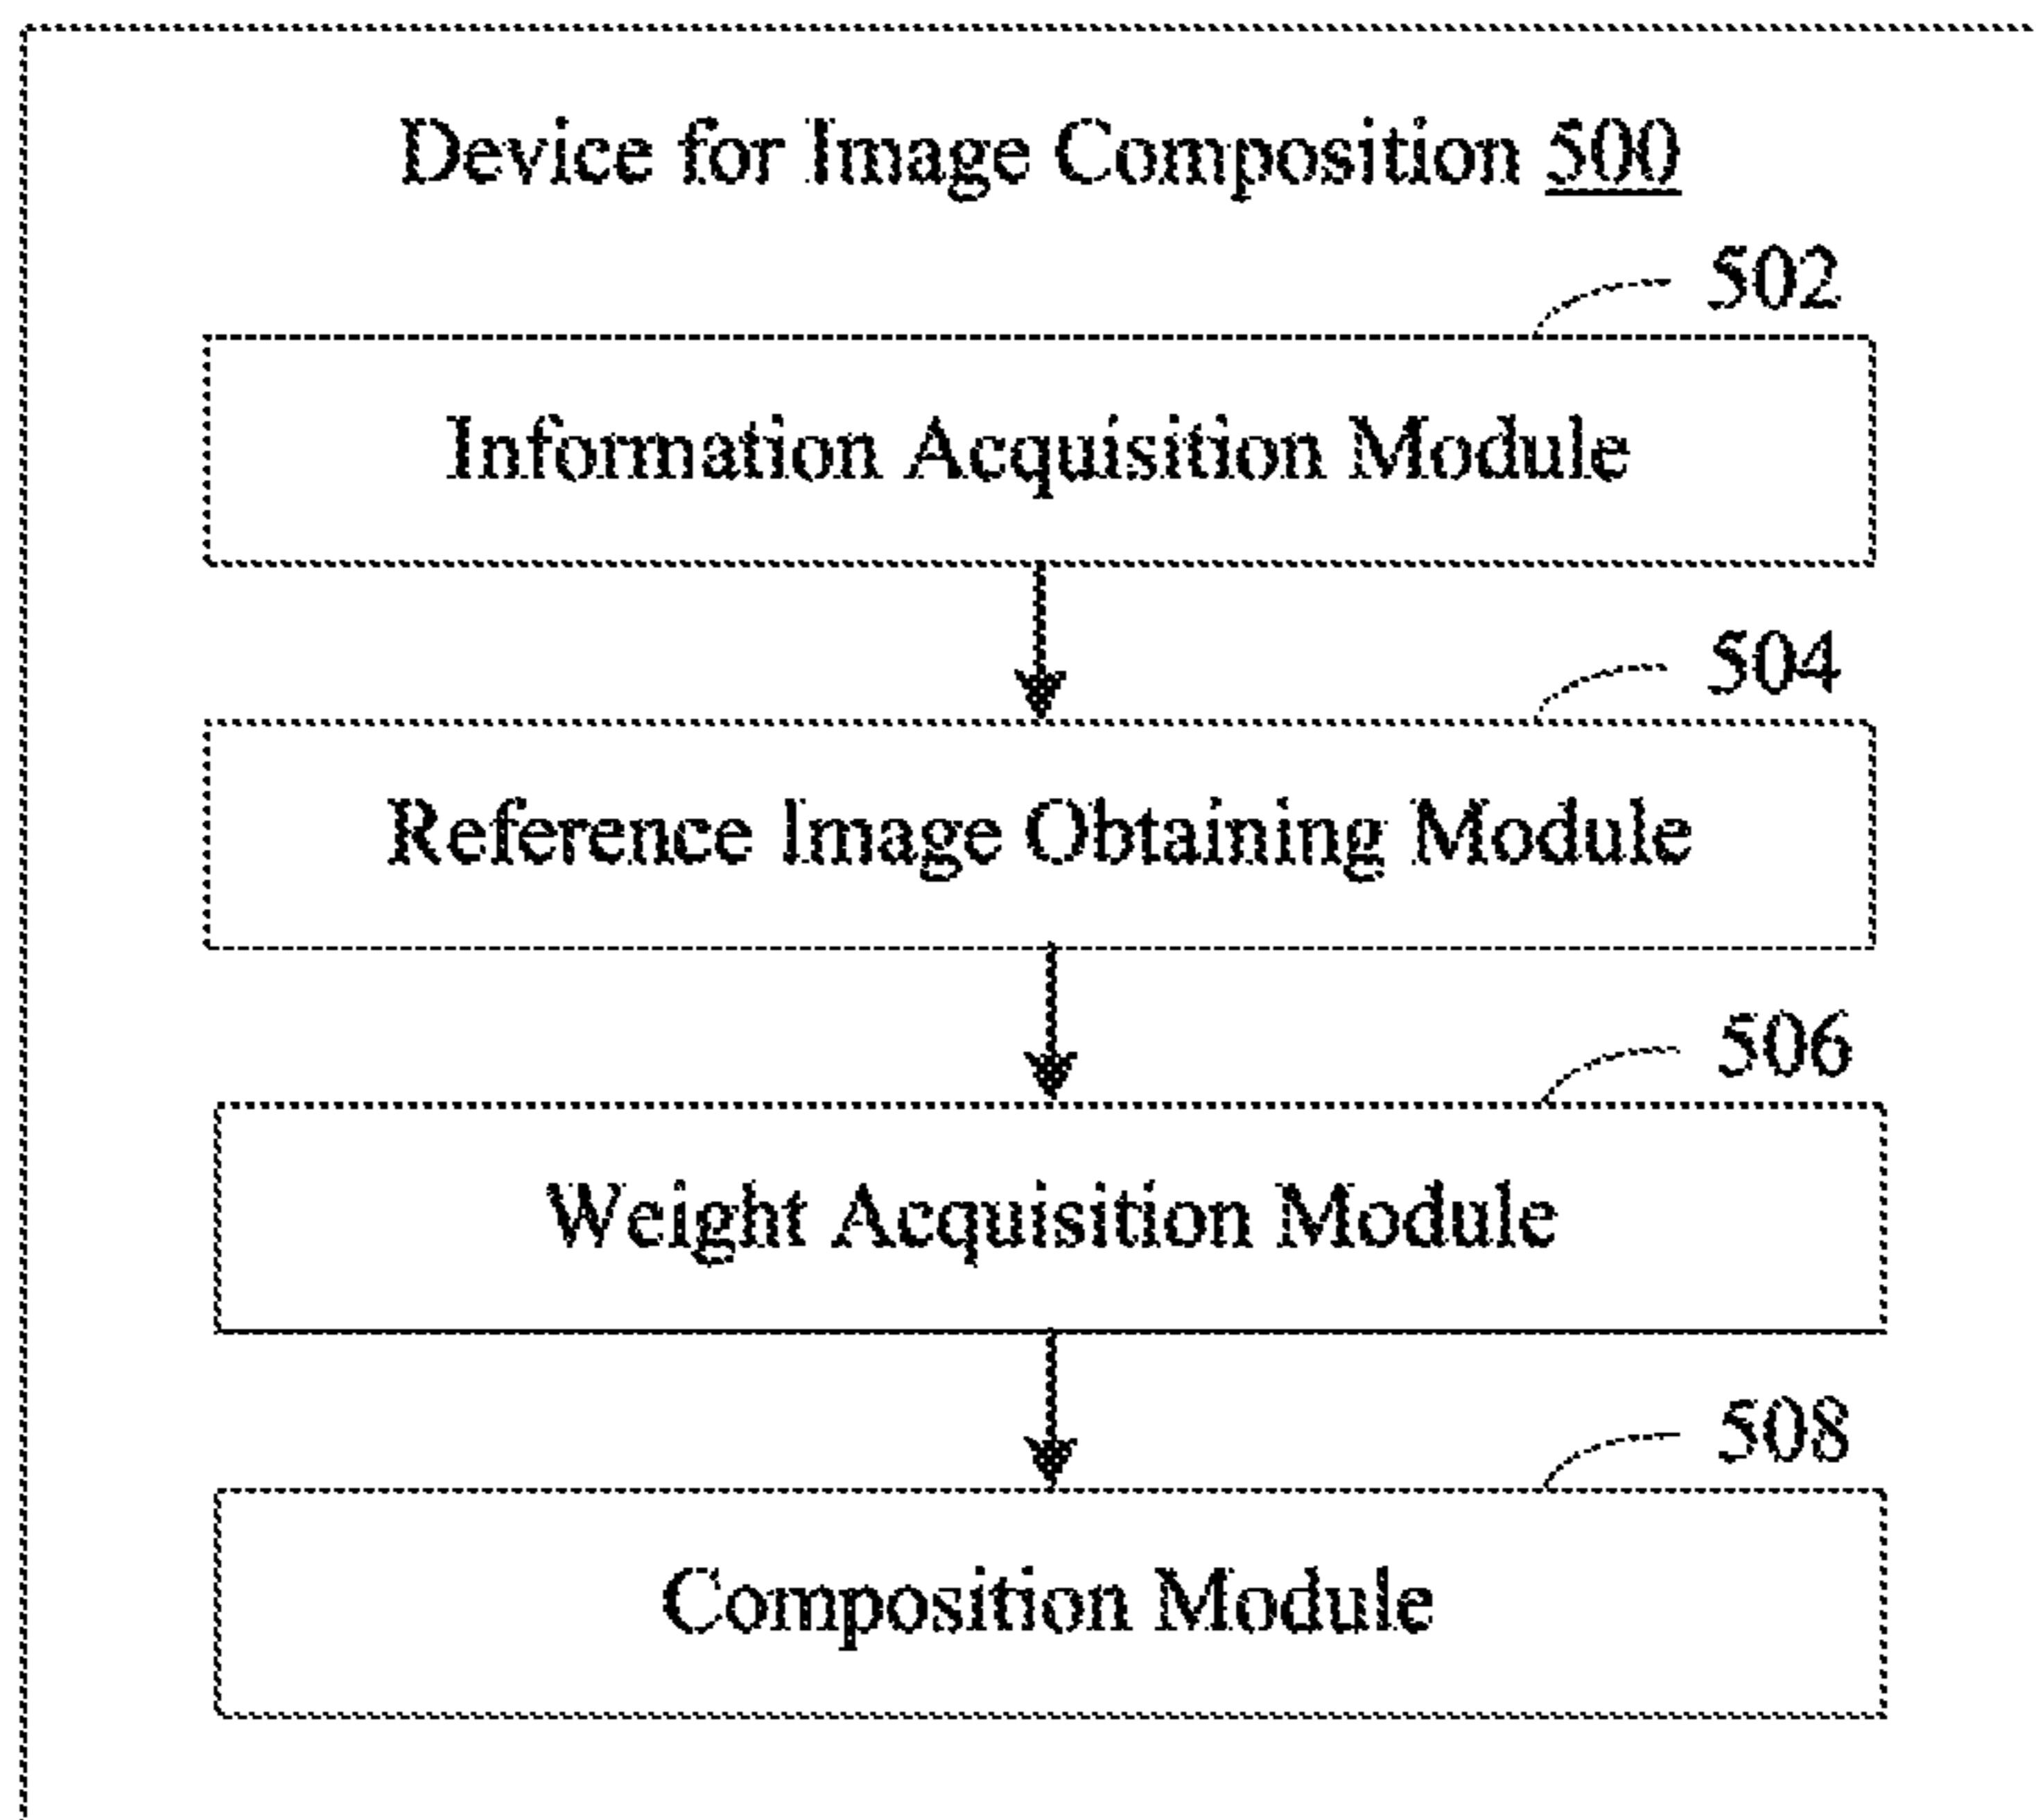 Device for Image Composition 500
502
Information Acquisition Module
504
Reference Image Obtaining Module
506
Weight Acquisition Module
508
Composition Module